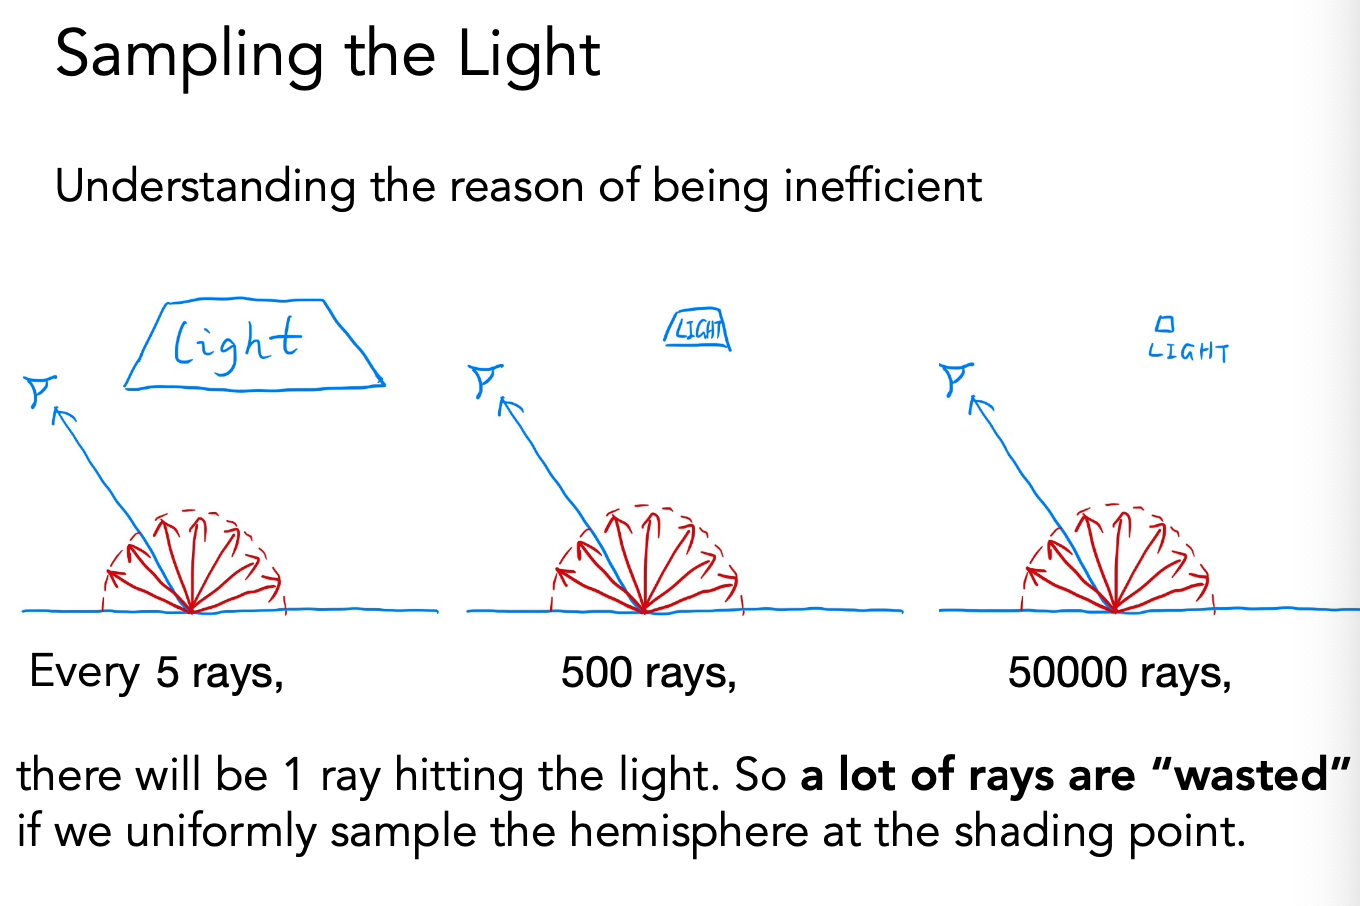 Sampling the Light
Understanding the reason of being inefficient
Light
LIGHT
LIGHT
Every 5 rays,
500 rays,
50000 rays,
there will be 1 ray hitting the light. So a lot of rays are “wasted”
if we uniformly sample the hemisphere at the shading point.